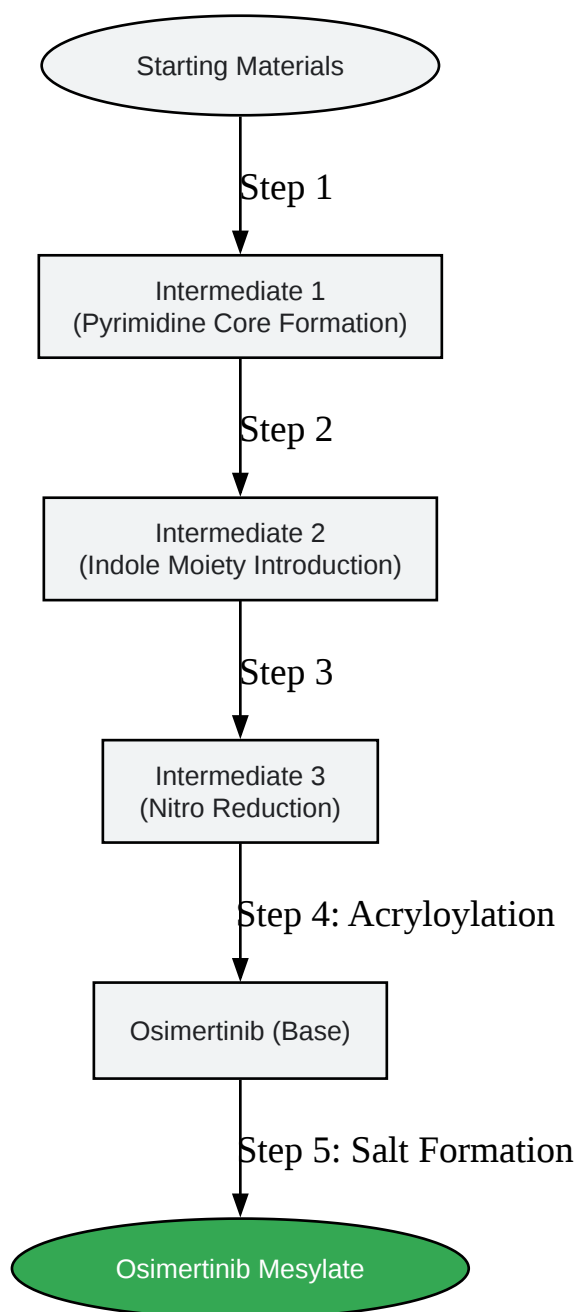 Starting Materials
Step 1
Intermediate 1
(Pyrimidine Core Formation)
Step 2
Intermediate 2
(Indole Moiety Introduction)
Step 3
Intermediate 3
(Nitro Reduction)
Step 4: Acryloylation
Osimertinib (Base)
Step 5: Salt Formation
Osimertinib Mesylate